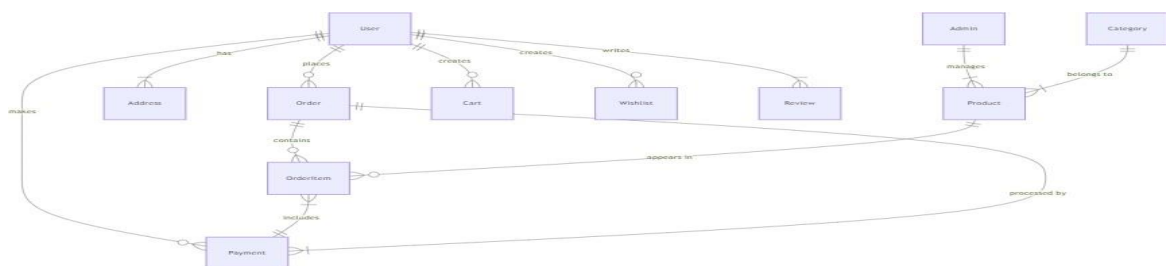 User
Admin
Category
has
places
creates
creates
writes
manages
belongs to
makes
Address
Order
Cart
Wishlist
Review
Product
contains
appears in
OrderItem
processed by
includes
Payment